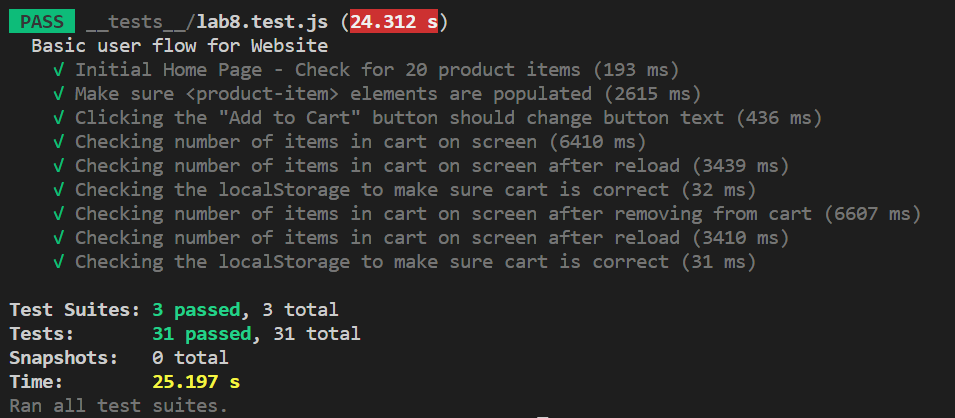 PASS __tests__/lab8.test.js (24.312 s)
Basic user flow for Website
√ Initial Home Page - Check for 20 product items (193 ms)
√ Make sure <product-item> elements are populated (2615 ms)
√ Clicking the "Add to Cart" button should change button text (436 ms)
√ Checking number of items in cart on screen (6410 ms)
√ Checking number of items in cart on screen after reload (3439 ms)
√ Checking the localStorage to make sure cart is correct (32 ms)
√ Checking number of items in cart on screen after removing from cart (6607 ms)
√ Checking number of items in cart on screen after reload (3410 ms)
√ Checking the localStorage to make sure cart is correct (31 ms)
Test Suites: 3 passed, 3 total
Tests: 31 passed, 31 total
Snapshots: 0 total
Time: 25.197 s
Ran all test suites.